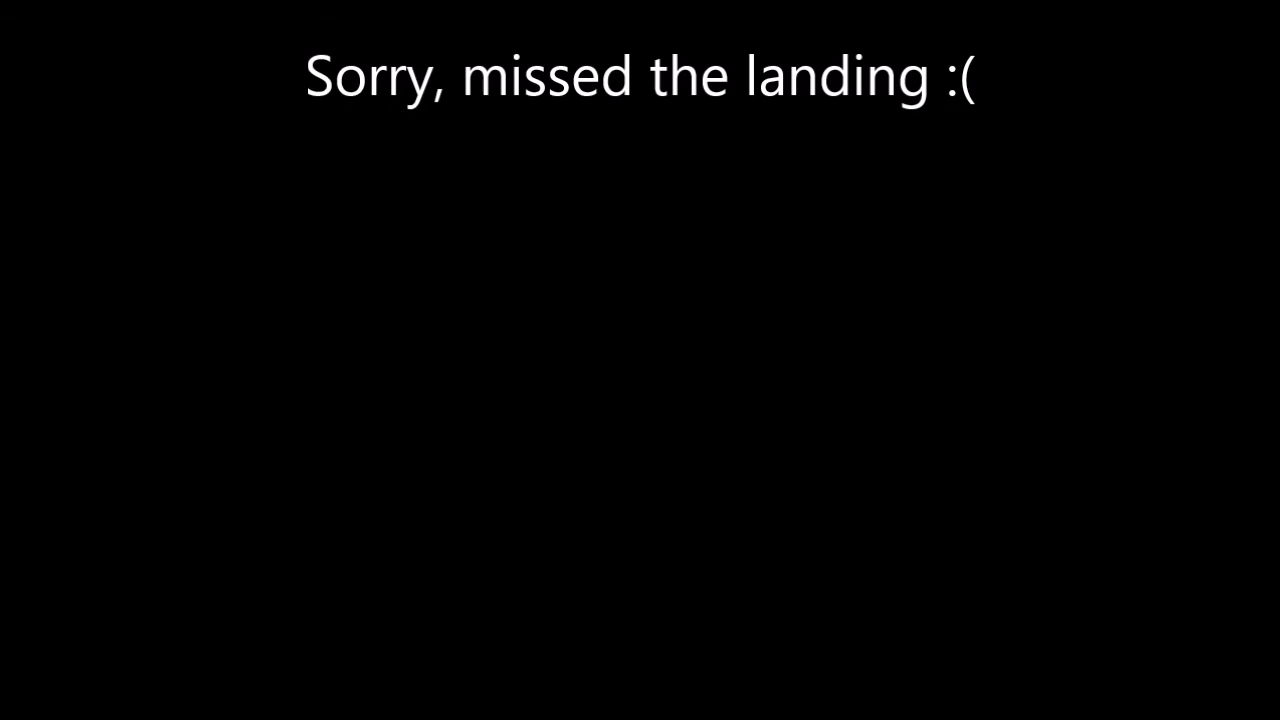 Sorry, missed the landing :(